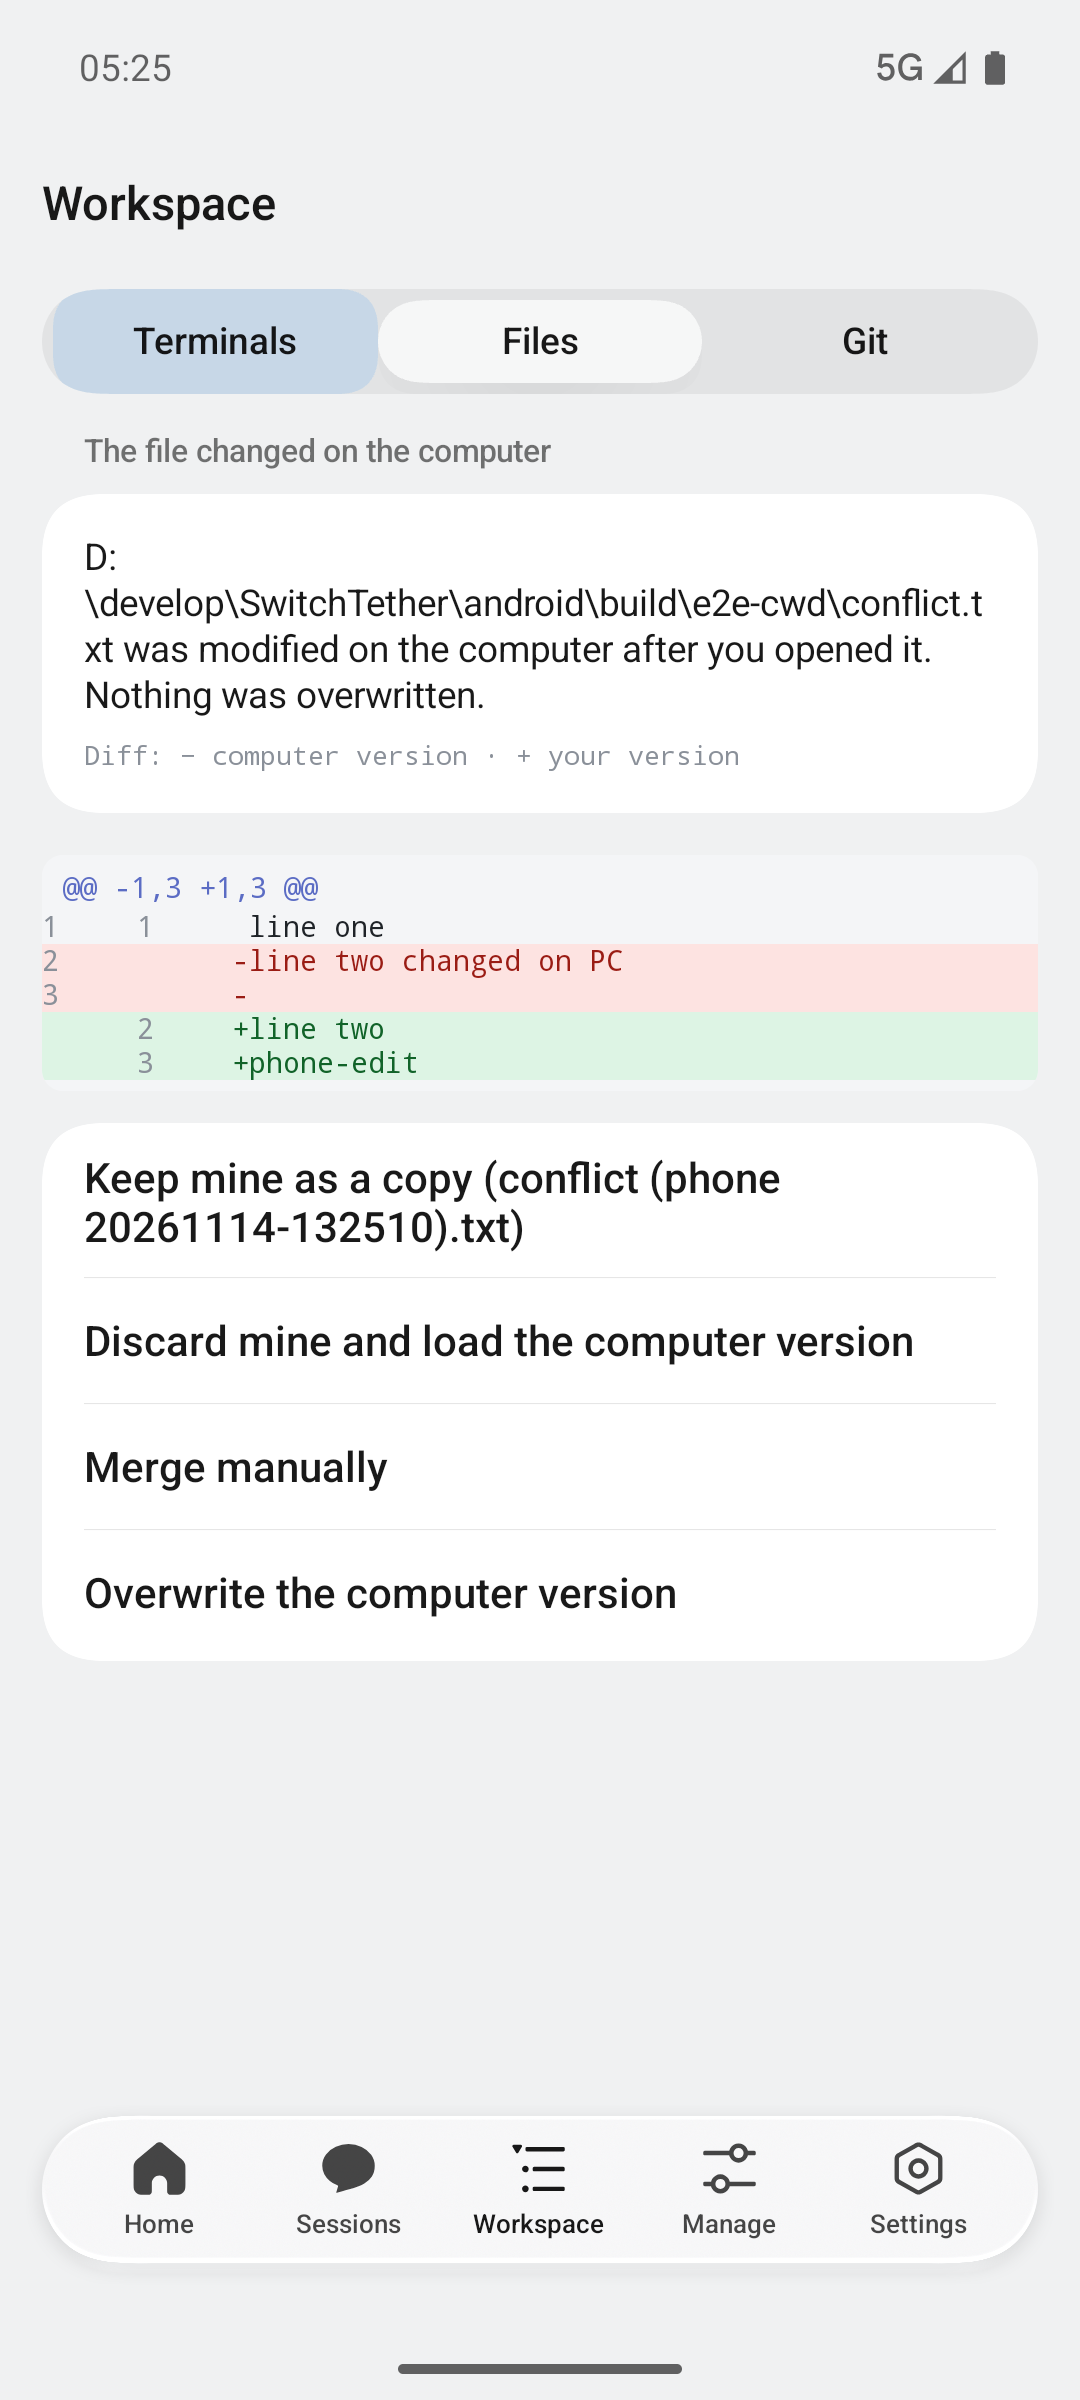 05:25
5G
Workspace
Terminals
Files
Git
The file changed on the computer
D:
\develop\SwitchTether\android\build\e2e-cwd\conflict.t
xt was modified on the computer after you opened it.
Nothing was overwritten.
Diff: − computer version · + your version
@@ -1,3 +1,3 @@
1 1 line one
2 -line two changed on PC
3 -
2 +line two
3 +phone-edit
Keep mine as a copy (conflict (phone
20261114-132510).txt)
Discard mine and load the computer version
Merge manually
Overwrite the computer version
Home
Sessions
Workspace
Manage
Settings